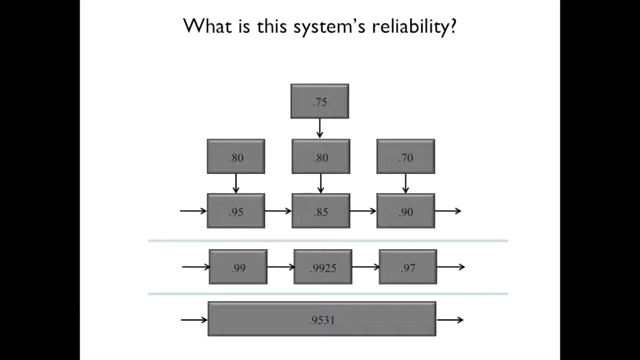 What is this system's reliability?
.75
.80 .80 .70
.95 .85 .90
.99 .9925 .97
.9531